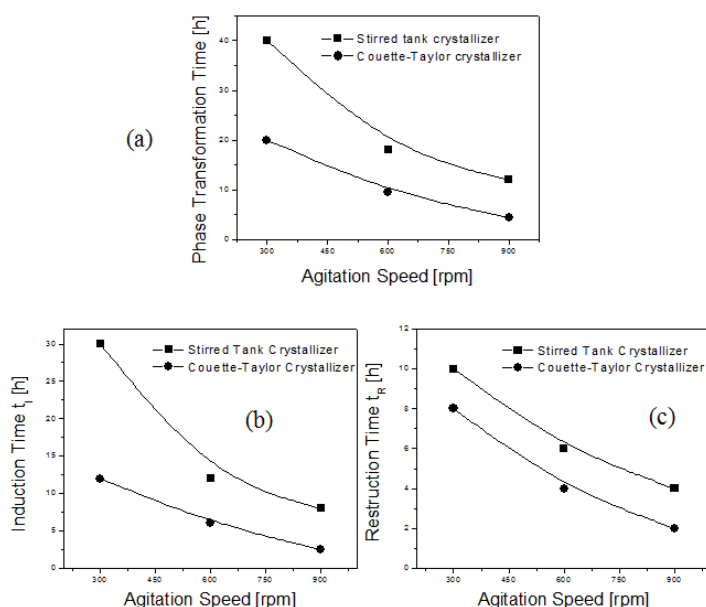 Stirred tank crystallizer
Couette-Taylor crystallizer
40
30
20
10
0
Phase Transformation Time [h]
(a)
300 450 600 750 900
Agitation Speed [rpm]
Stirred Tank Crystallizer
Couette-Taylor Crystallizer
30
25
20
15
10
5
0
Induction Time t_I [h]
(b)
300 450 600 750 900
Agitation Speed [rpm]
Stirred Tank Crystallizer
Couette-Taylor Crystallizer
12
10
8
6
4
2
0
Restruction Time t_R [h]
(c)
300 450 600 750 900
Agitation Speed [rpm]